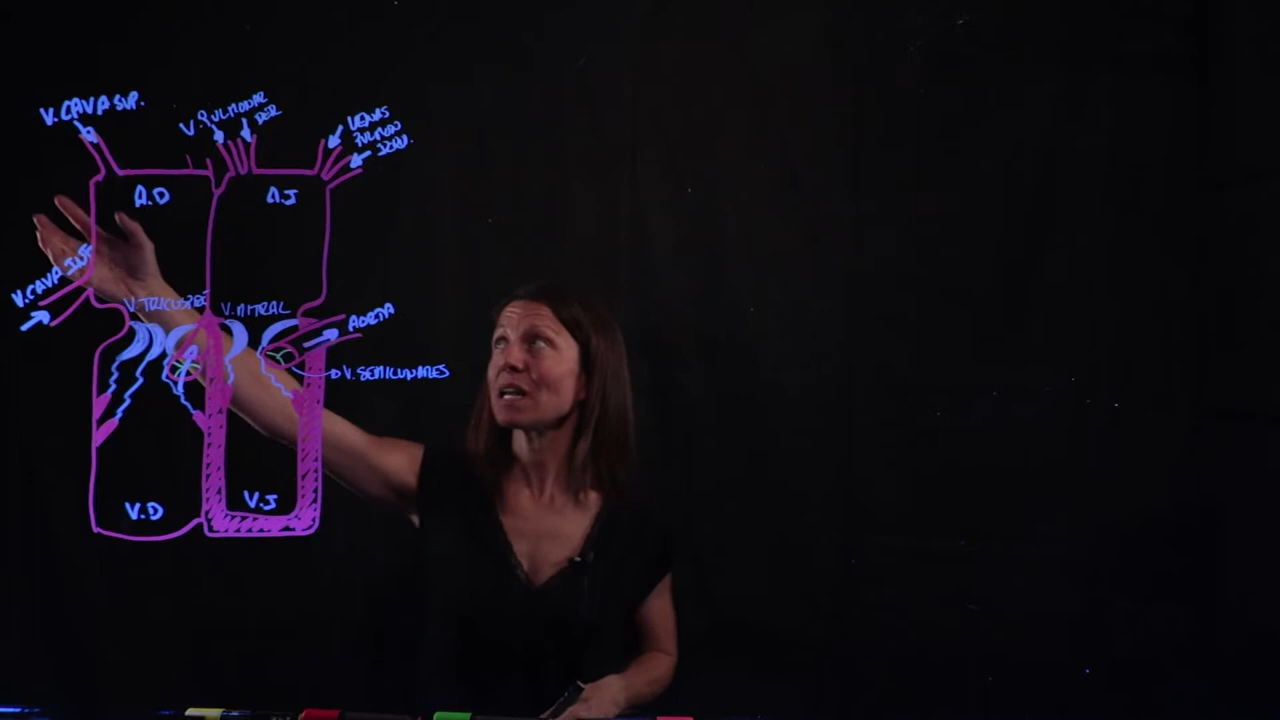 V. CAVA SUP.
V. PULMONAR
DER
VENAS
PULMON
IZQU.
A.D
A.I
V. CAVA INF
V. TRICUSPIDE
V. MITRAL
AORTA
V. SEMILUNARES
V.D
V.I